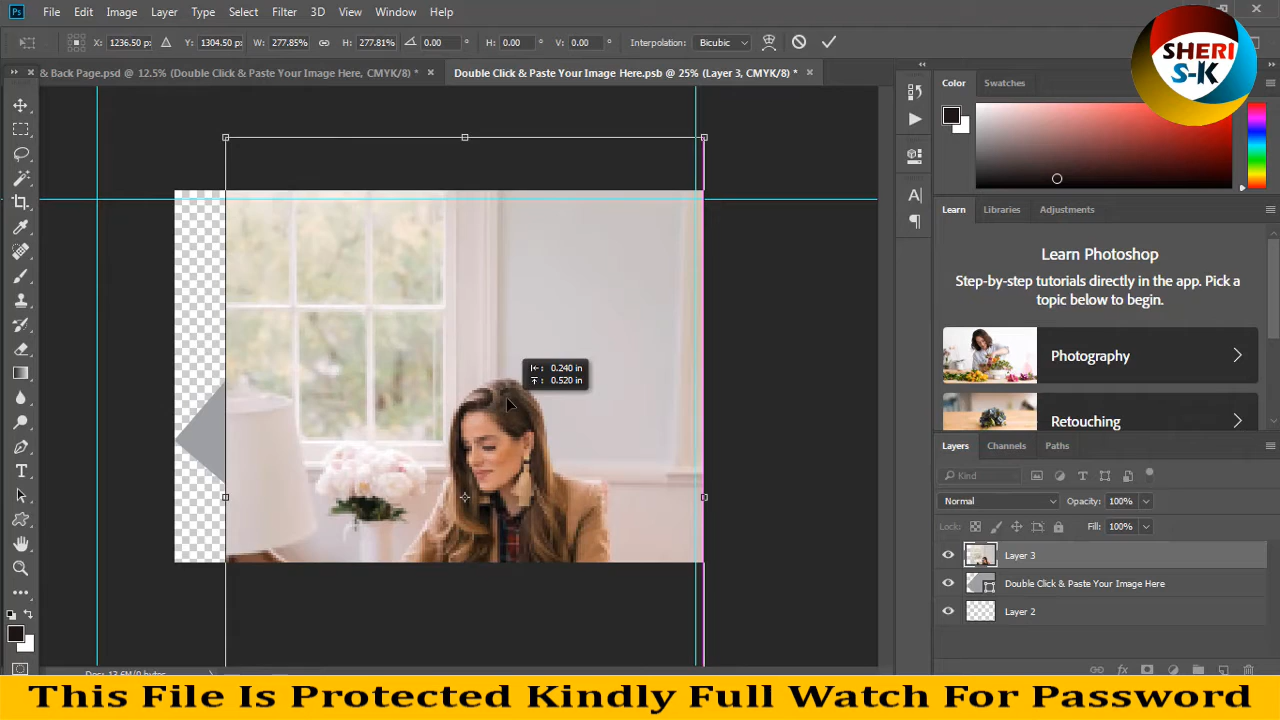 Ps File Edit Image Layer Type Select Filter 3D View Window Help
X: 1236.50 px Y: 1304.50 px W: 277.85% H: 277.81% 0.00 ° H: 0.00 ° V: 0.00 ° Interpolation: Bicubic
& Back Page.psd @ 12.5% (Double Click & Paste Your Image Here, CMYK/8) * × Double Click & Paste Your Image Here.psb @ 25% (Layer 3, CMYK/8) * ×
SHERI
S-K
Color Swatches
Learn Libraries Adjustments
Learn Photoshop
Step-by-step tutorials directly in the app. Pick a
topic below to begin.
Photography
Retouching
0.240 in
0.520 in
Layers Channels Paths
Kind
Normal Opacity: 100%
Lock: Fill: 100%
Layer 3
Double Click & Paste Your Image Here
Layer 2
This File Is Protected Kindly Full Watch For Password